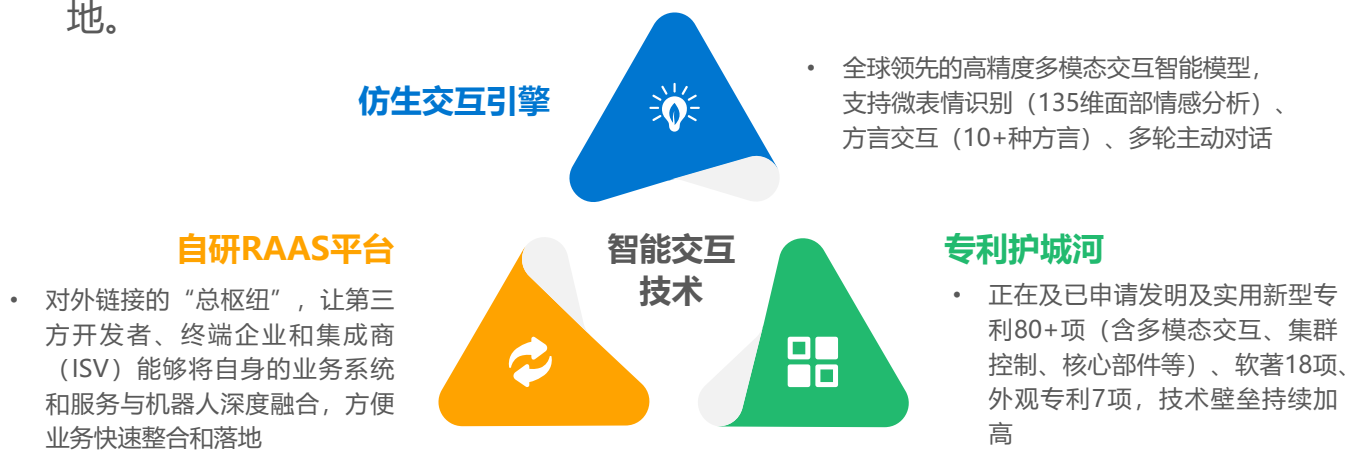 地。
仿生交互引擎
• 全球领先的高精度多模态交互智能模型，
支持微表情识别（135维面部情感分析）、
方言交互（10+种方言）、多轮主动对话
自研RAAS平台
• 对外链接的“总枢纽”，让第三
方开发者、终端企业和集成商
（ISV）能够将自身的业务系统
和服务与机器人深度融合，方便
业务快速整合和落地
智能交互
技术
专利护城河
• 正在及已申请发明及实用新型专
利80+项（含多模态交互、集群
控制、核心部件等）、软著18项、
外观专利7项，技术壁垒持续加
高